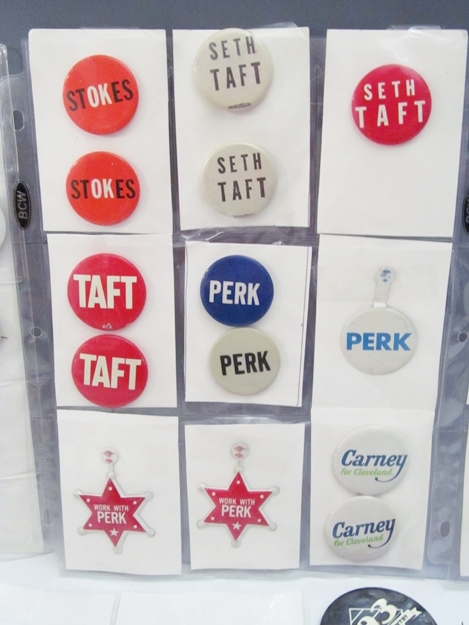 STOKES
STOKES
SETH
TAFT
SETH
TAFT
SETH
TAFT
BCW
TAFT
TAFT
PERK
PERK
PERK
WORK WITH
PERK
WORK WITH
PERK
Carney
for Cleveland
Carney
for Cleveland